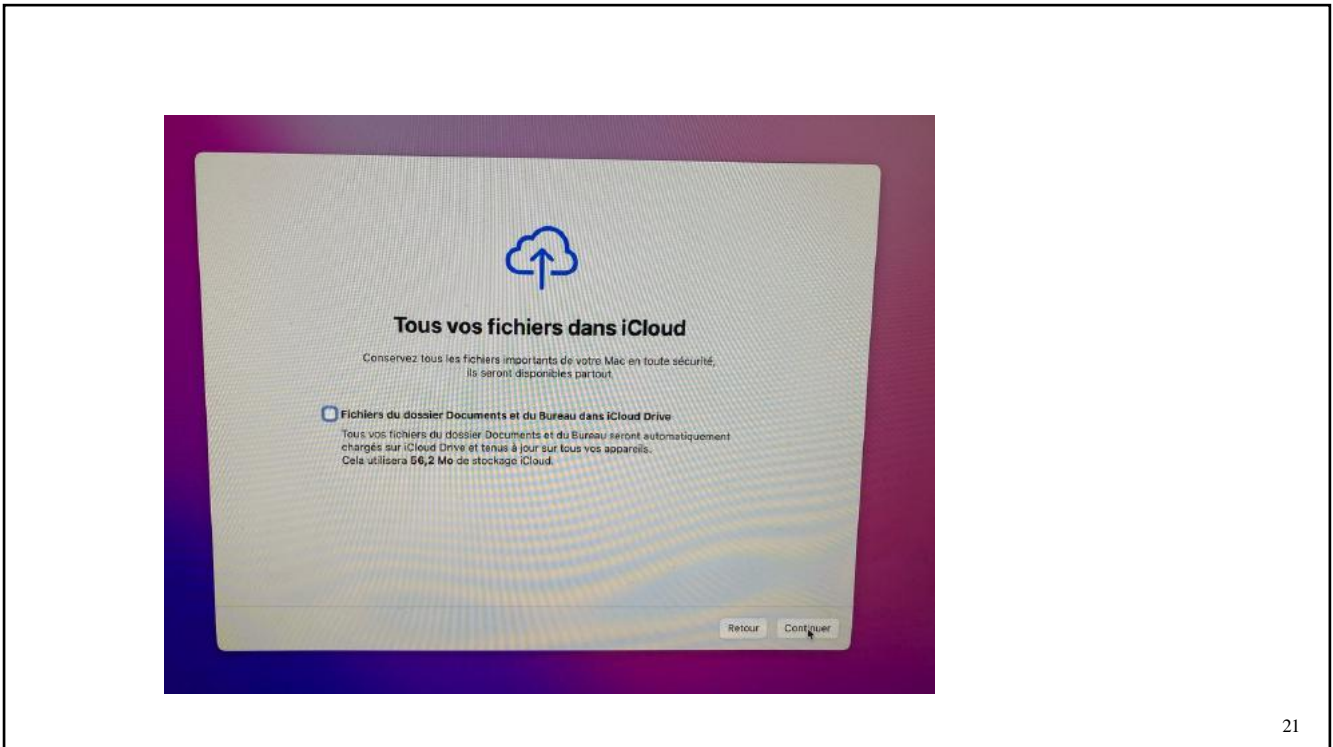 Tous vos fichiers dans iCloud
Conservez tous les fichiers importants de votre Mac en toute sécurité,
ils seront disponibles partout.
Fichiers du dossier Documents et du Bureau dans iCloud Drive
Tous vos fichiers du dossier Documents et du Bureau seront automatiquement
chargés sur iCloud Drive et tenus à jour sur tous vos appareils.
Cela utilisera 56,2 Mo de stockage iCloud.
Retour Continuer
21